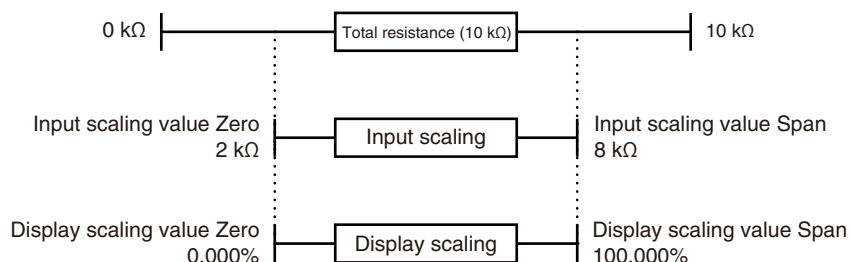 0 kΩ
Total resistance (10 kΩ)
10 kΩ
Input scaling value Zero
2 kΩ
Input scaling
Input scaling value Span
8 kΩ
Display scaling value Zero
0.000%
Display scaling
Display scaling value Span
100.000%